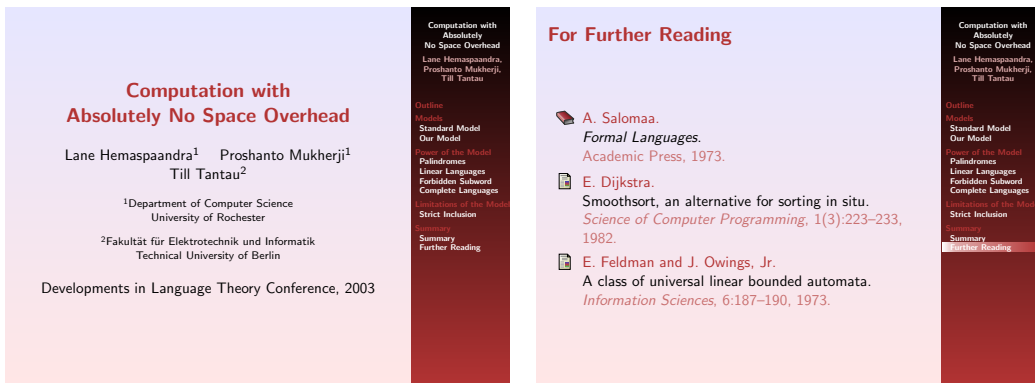 Computation with
Absolutely No Space Overhead
Lane Hemaspaandra1 Proshanto Mukherji1
Till Tantau2
1Department of Computer Science
University of Rochester
2Fakultät für Elektrotechnik und Informatik
Technical University of Berlin
Developments in Language Theory Conference, 2003
Computation with
Absolutely
No Space Overhead
Lane Hemaspaandra,
Proshanto Mukherji,
Till Tantau
Outline
Models
Standard Model
Our Model
Power of the Model
Palindromes
Linear Languages
Forbidden Subword
Complete Languages
Limitations of the Model
Strict Inclusion
Summary
Summary
Further Reading
For Further Reading
A. Salomaa.
Formal Languages.
Academic Press, 1973.
E. Dijkstra.
Smoothsort, an alternative for sorting in situ.
Science of Computer Programming, 1(3):223–233,
1982.
E. Feldman and J. Owings, Jr.
A class of universal linear bounded automata.
Information Sciences, 6:187–190, 1973.
Computation with
Absolutely
No Space Overhead
Lane Hemaspaandra,
Proshanto Mukherji,
Till Tantau
Outline
Models
Standard Model
Our Model
Power of the Model
Palindromes
Linear Languages
Forbidden Subword
Complete Languages
Limitations of the Mod
Strict Inclusion
Summary
Summary
Further Reading